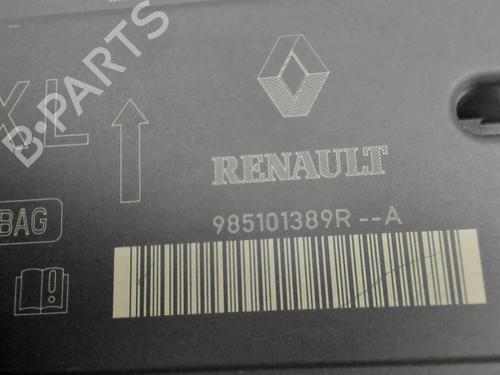 B-PARTS
XL
RENAULT
985101389R--A
BAG